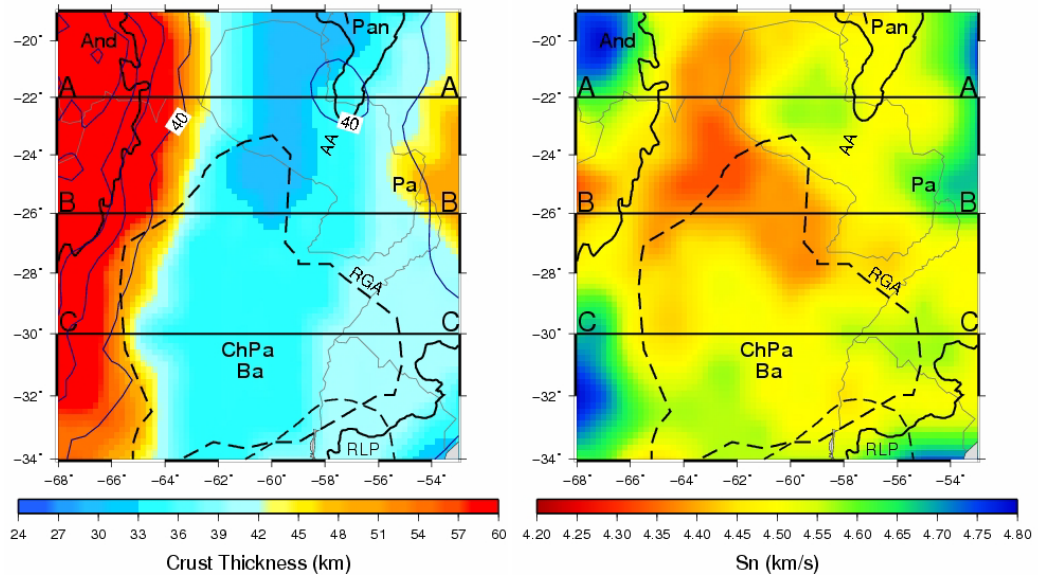 And
Pan
A
A
40
40
AA
Pa
B
B
RGA
C
C
ChPa
Ba
RLP
−20˚
−22˚
−24˚
−26˚
−28˚
−30˚
−32˚
−34˚
−68˚ −66˚ −64˚ −62˚ −60˚ −58˚ −56˚ −54˚
24 27 30 33 36 39 42 45 48 51 54 57 60
Crust Thickness (km)
And
Pan
A
A
AA
Pa
B
B
RGA
C
C
ChPa
Ba
RLP
−20˚
−22˚
−24˚
−26˚
−28˚
−30˚
−32˚
−34˚
−68˚ −66˚ −64˚ −62˚ −60˚ −58˚ −56˚ −54˚
4.20 4.25 4.30 4.35 4.40 4.45 4.50 4.55 4.60 4.65 4.70 4.75 4.80
Sn (km/s)